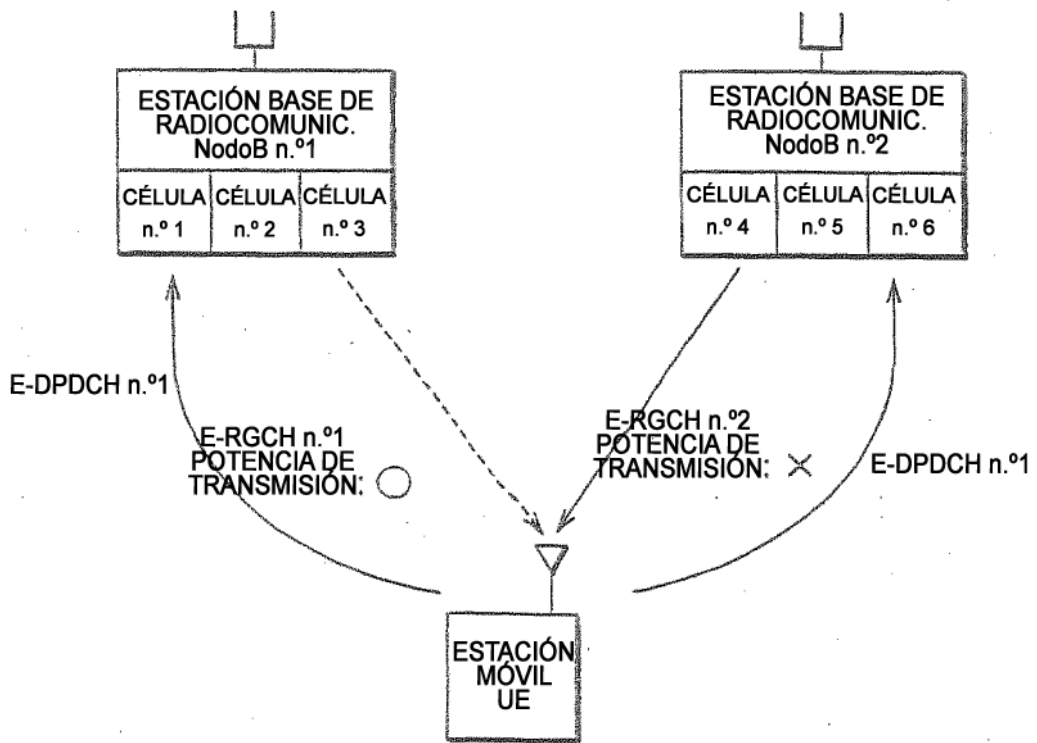 ESTACIÓN BASE DE
RADIOCOMUNIC.
NodoB n.º1
CÉLULA
n.º 1
CÉLULA
n.º 2
CÉLULA
n.º 3
ESTACIÓN BASE DE
RADIOCOMUNIC.
NodoB n.º2
CÉLULA
n.º 4
CÉLULA
n.º 5
CÉLULA
n.º 6
E-DPDCH n.º1
E-RGCH n.º1
POTENCIA DE
TRANSMISIÓN:
E-RGCH n.º2
POTENCIA DE
TRANSMISIÓN:
E-DPDCH n.º1
ESTACIÓN
MÓVIL
UE